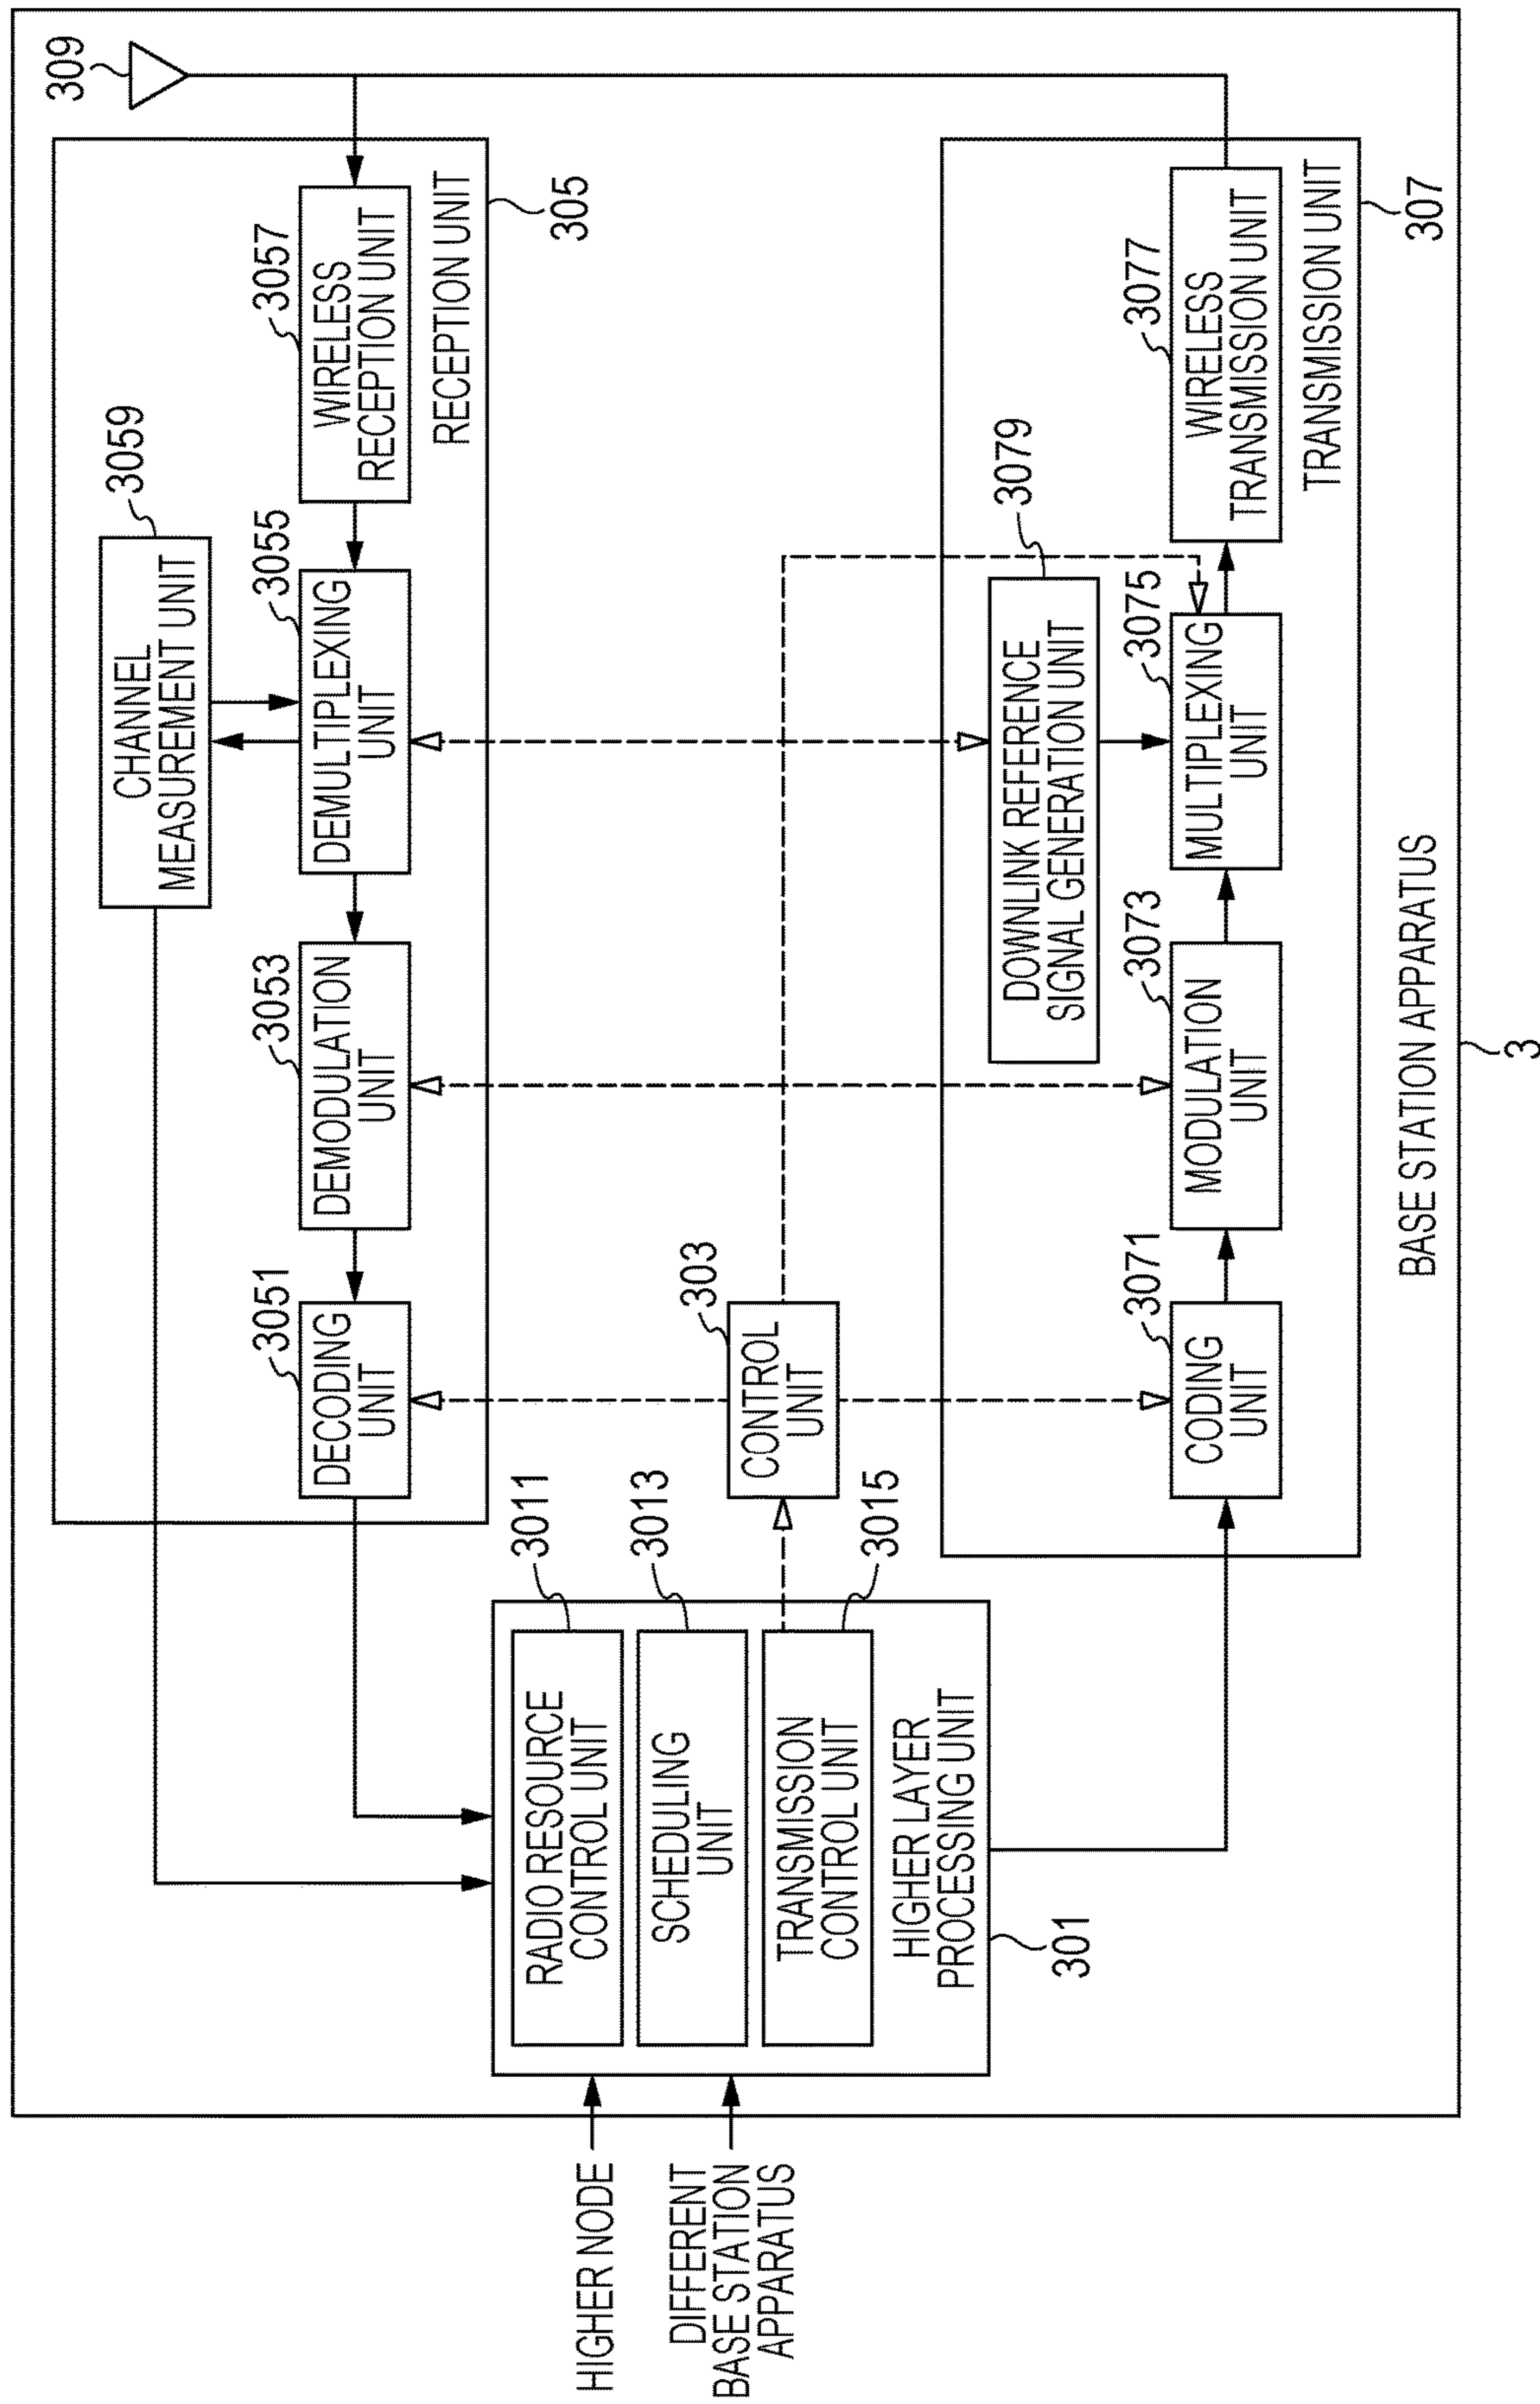 309
3059
CHANNEL
MEASUREMENT UNIT
3051
DECODING
UNIT
3053
DEMODULATION
UNIT
3055
DEMULTIPLEXING
UNIT
3057
WIRELESS
RECEPTION UNIT
RECEPTION UNIT
305
HIGHER NODE
DIFFERENT
BASE STATION
APPARATUS
3011
RADIO RESOURCE
CONTROL UNIT
3013
SCHEDULING
UNIT
3015
TRANSMISSION
CONTROL UNIT
HIGHER LAYER
PROCESSING UNIT
301
303
CONTROL
UNIT
3079
DOWNLINK REFERENCE
SIGNAL GENERATION UNIT
3071
CODING
UNIT
3073
MODULATION
UNIT
3075
MULTIPLEXING
UNIT
3077
WIRELESS
TRANSMISSION UNIT
TRANSMISSION UNIT
307
BASE STATION APPARATUS
3